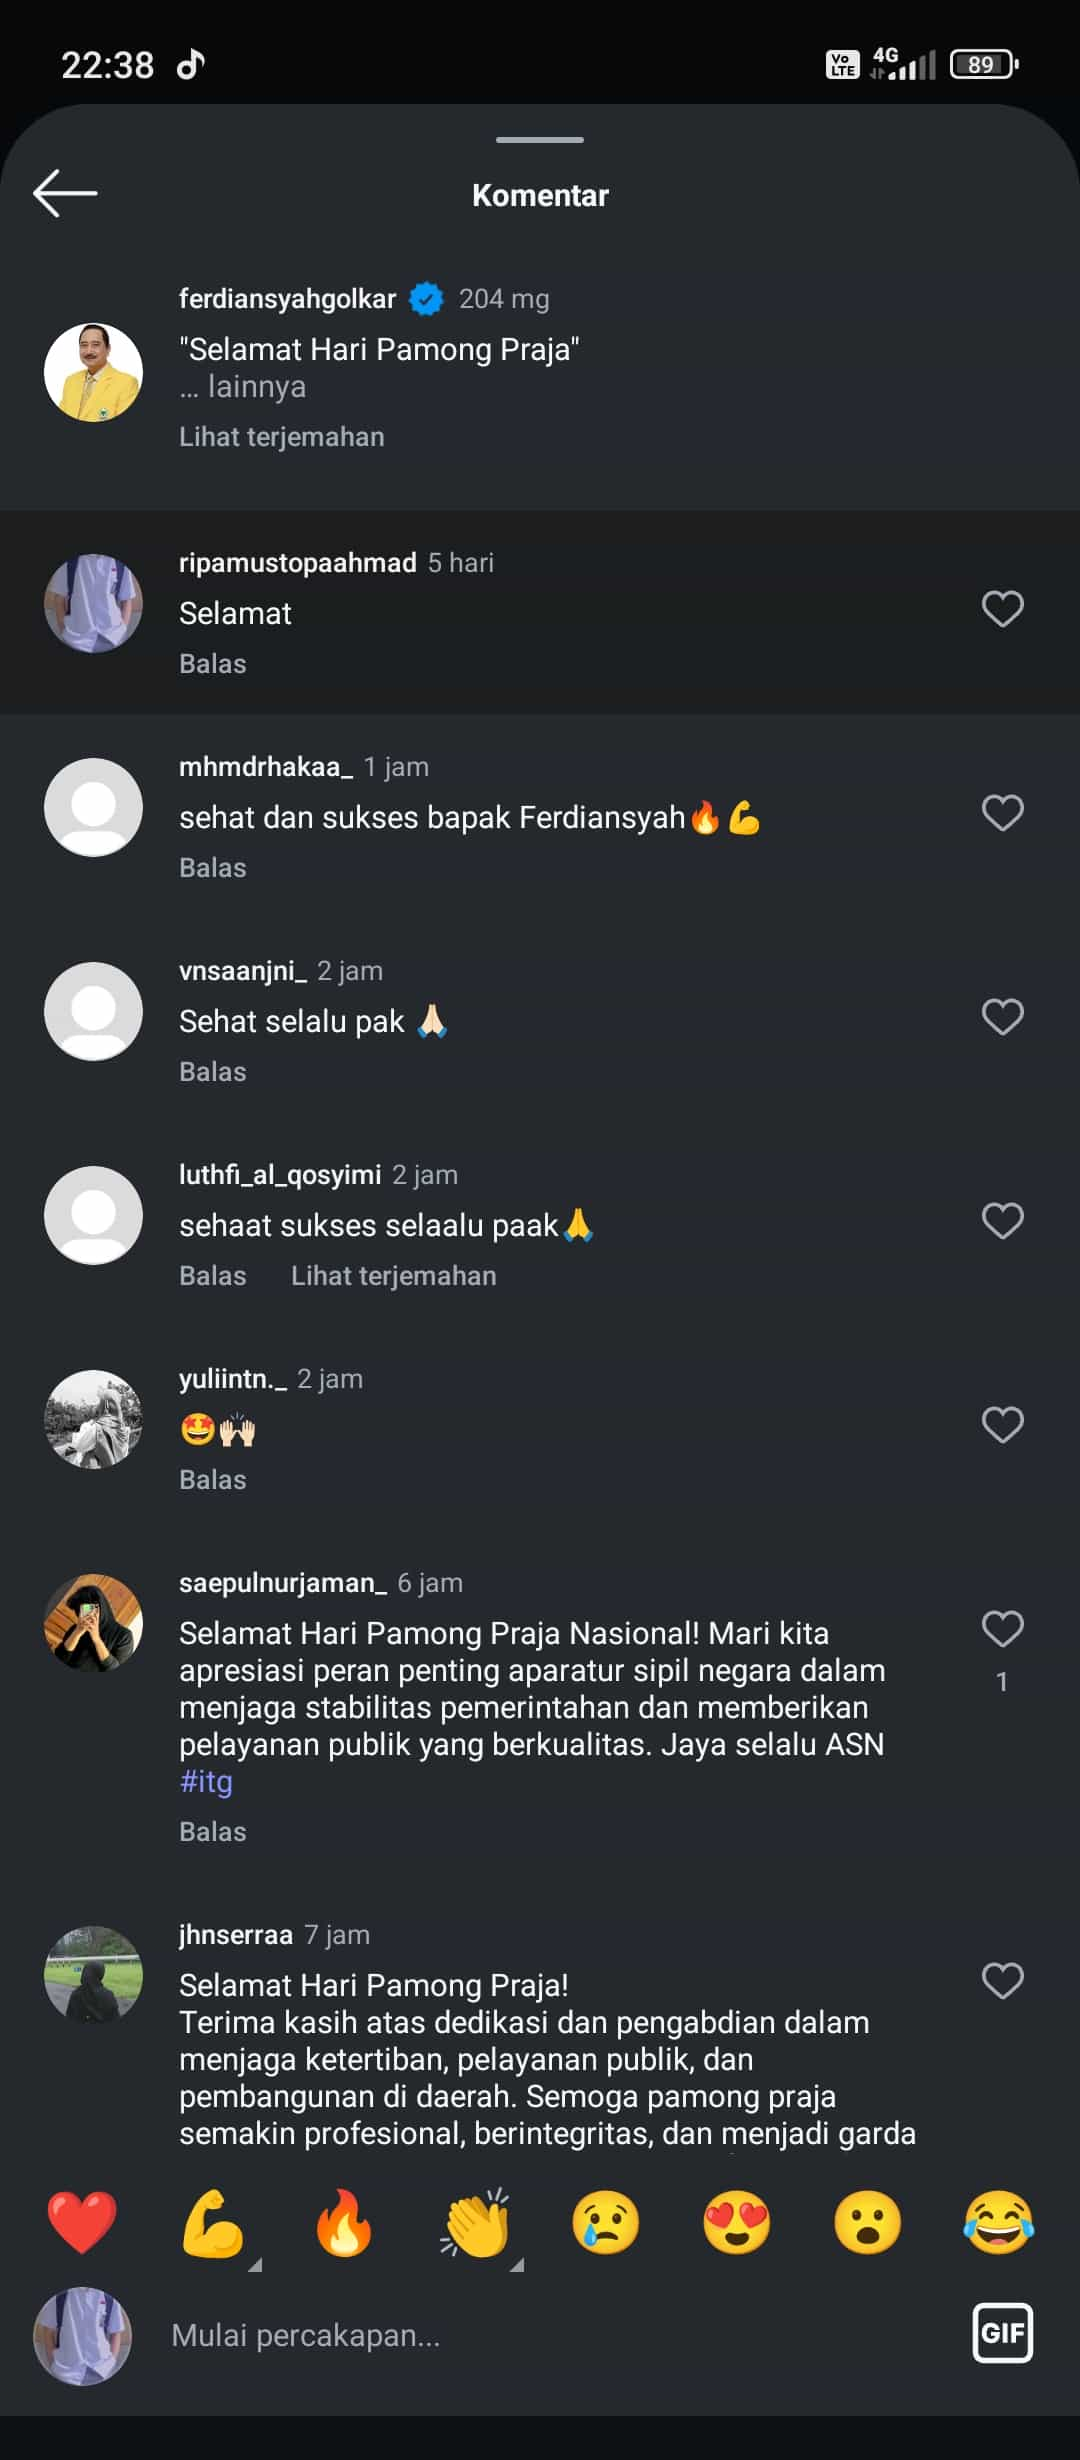 22:38
Vo LTE 4G 89
Komentar
ferdiansyahgolkar 204 mg
"Selamat Hari Pamong Praja"
... lainnya
Lihat terjemahan
ripamustopaahmad 5 hari
Selamat
Balas
mhmdrhakaa_ 1 jam
sehat dan sukses bapak Ferdiansyah🔥💪
Balas
vnsaanjni_ 2 jam
Sehat selalu pak 🙏🏻
Balas
luthfi_al_qosyimi 2 jam
sehaat sukses selaalu paak🙏
Balas Lihat terjemahan
yuliintn._ 2 jam
🤩🙌🏻
Balas
saepulnurjaman_ 6 jam
Selamat Hari Pamong Praja Nasional! Mari kita
apresiasi peran penting aparatur sipil negara dalam
menjaga stabilitas pemerintahan dan memberikan
pelayanan publik yang berkualitas. Jaya selalu ASN
#itg
1
Balas
jhnserraa 7 jam
Selamat Hari Pamong Praja!
Terima kasih atas dedikasi dan pengabdian dalam
menjaga ketertiban, pelayanan publik, dan
pembangunan di daerah. Semoga pamong praja
semakin profesional, berintegritas, dan menjadi garda
Mulai percakapan...
GIF